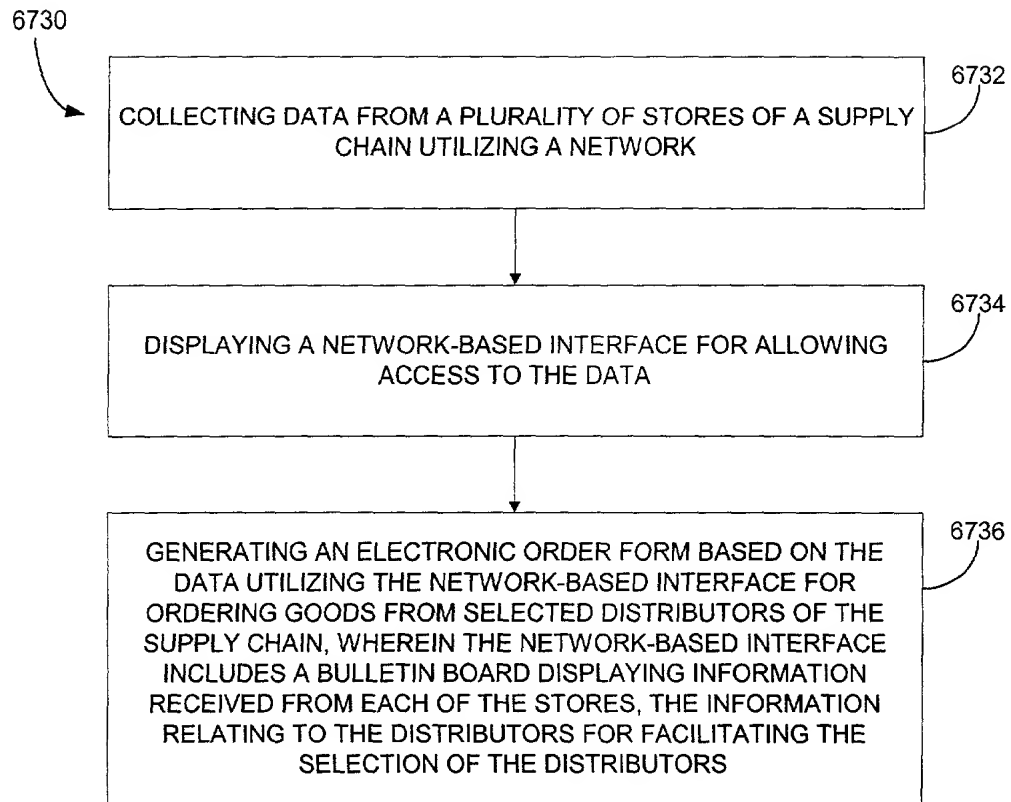 6730
6732
COLLECTING DATA FROM A PLURALITY OF STORES OF A SUPPLY
CHAIN UTILIZING A NETWORK
6734
DISPLAYING A NETWORK-BASED INTERFACE FOR ALLOWING
ACCESS TO THE DATA
6736
GENERATING AN ELECTRONIC ORDER FORM BASED ON THE
DATA UTILIZING THE NETWORK-BASED INTERFACE FOR
ORDERING GOODS FROM SELECTED DISTRIBUTORS OF THE
SUPPLY CHAIN, WHEREIN THE NETWORK-BASED INTERFACE
INCLUDES A BULLETIN BOARD DISPLAYING INFORMATION
RECEIVED FROM EACH OF THE STORES, THE INFORMATION
RELATING TO THE DISTRIBUTORS FOR FACILITATING THE
SELECTION OF THE DISTRIBUTORS